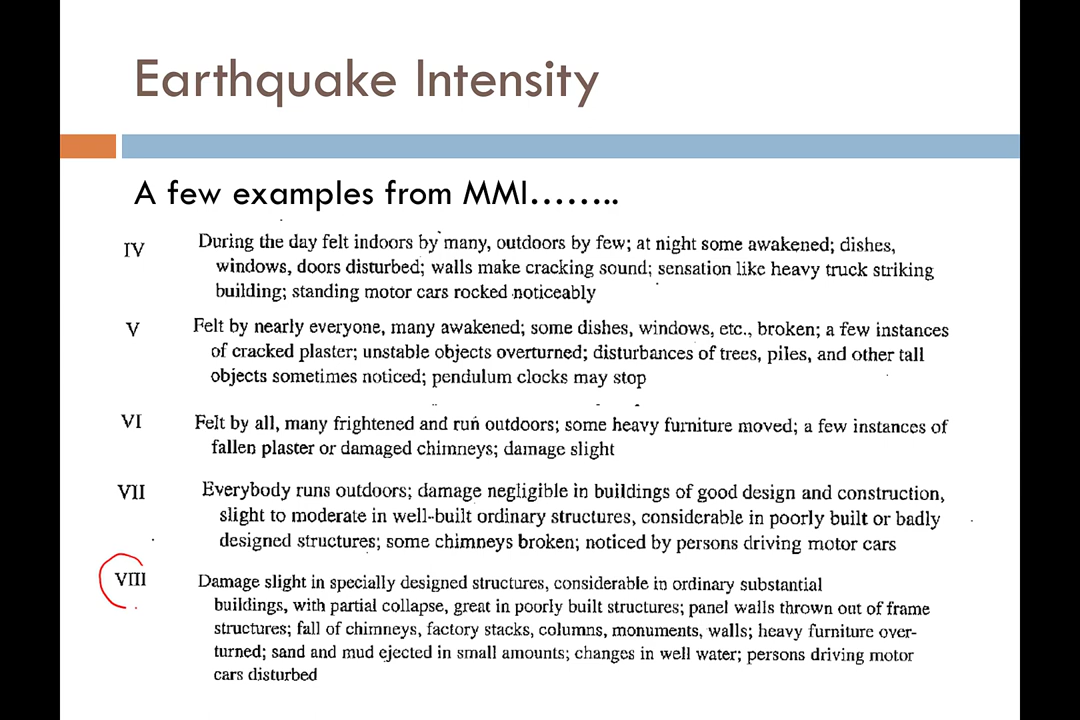 Earthquake Intensity
A few examples from MMI……..
IV During the day felt indoors by many, outdoors by few; at night some awakened; dishes,
windows, doors disturbed; walls make cracking sound; sensation like heavy truck striking
building; standing motor cars rocked noticeably
V Felt by nearly everyone, many awakened; some dishes, windows, etc., broken; a few instances
of cracked plaster; unstable objects overturned; disturbances of trees, piles, and other tall
objects sometimes noticed; pendulum clocks may stop
VI Felt by all, many frightened and run outdoors; some heavy furniture moved; a few instances of
fallen plaster or damaged chimneys; damage slight
VII Everybody runs outdoors; damage negligible in buildings of good design and construction,
slight to moderate in well-built ordinary structures, considerable in poorly built or badly
designed structures; some chimneys broken; noticed by persons driving motor cars
VIII Damage slight in specially designed structures, considerable in ordinary substantial
buildings, with partial collapse, great in poorly built structures; panel walls thrown out of frame
structures; fall of chimneys, factory stacks, columns, monuments, walls; heavy furniture over-
turned; sand and mud ejected in small amounts; changes in well water; persons driving motor
cars disturbed